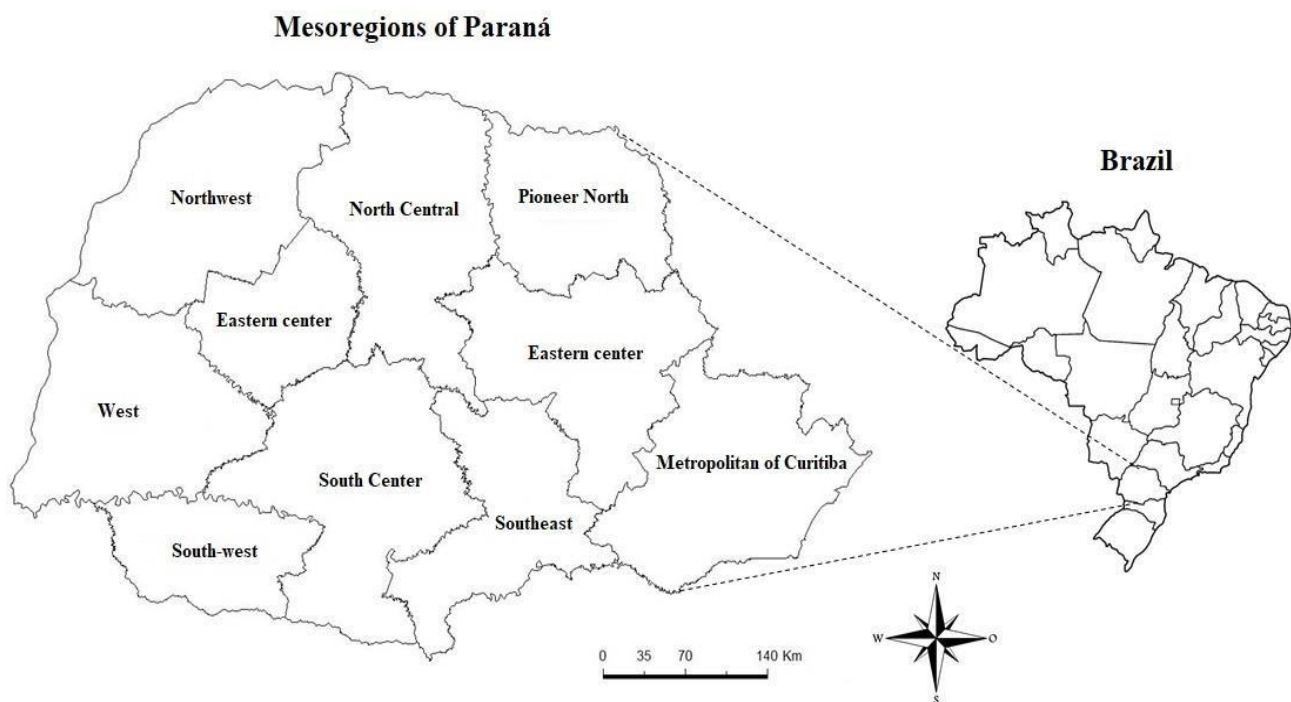 Mesoregions of Paraná
Brazil
Northwest
North Central
Pioneer North
Eastern center
Eastern center
West
Metropolitan of Curitiba
South Center
Southeast
South-west
N
W
O
S
0 35 70 140 Km